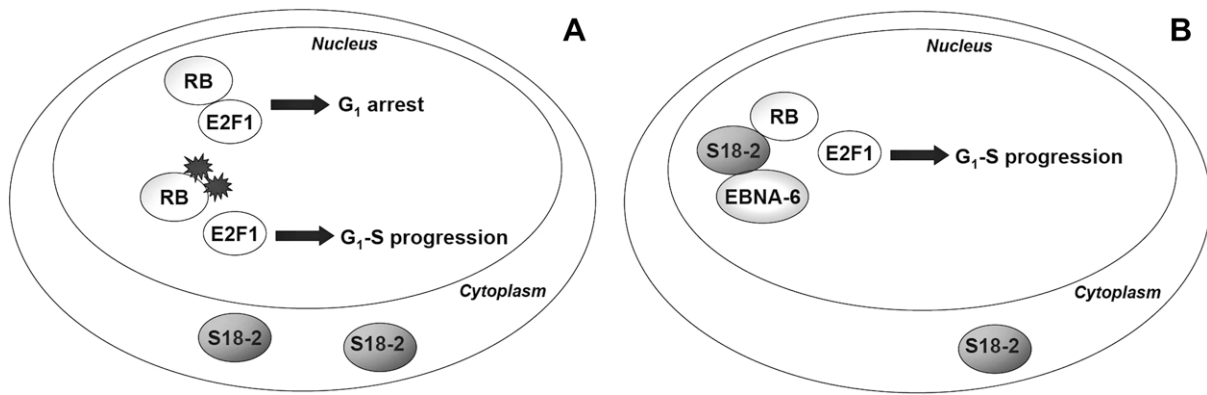 A
Nucleus
RB
E2F1
G₁ arrest
RB
E2F1
G₁-S progression
Cytoplasm
S18-2
S18-2
B
Nucleus
RB
S18-2
E2F1
G₁-S progression
EBNA-6
Cytoplasm
S18-2